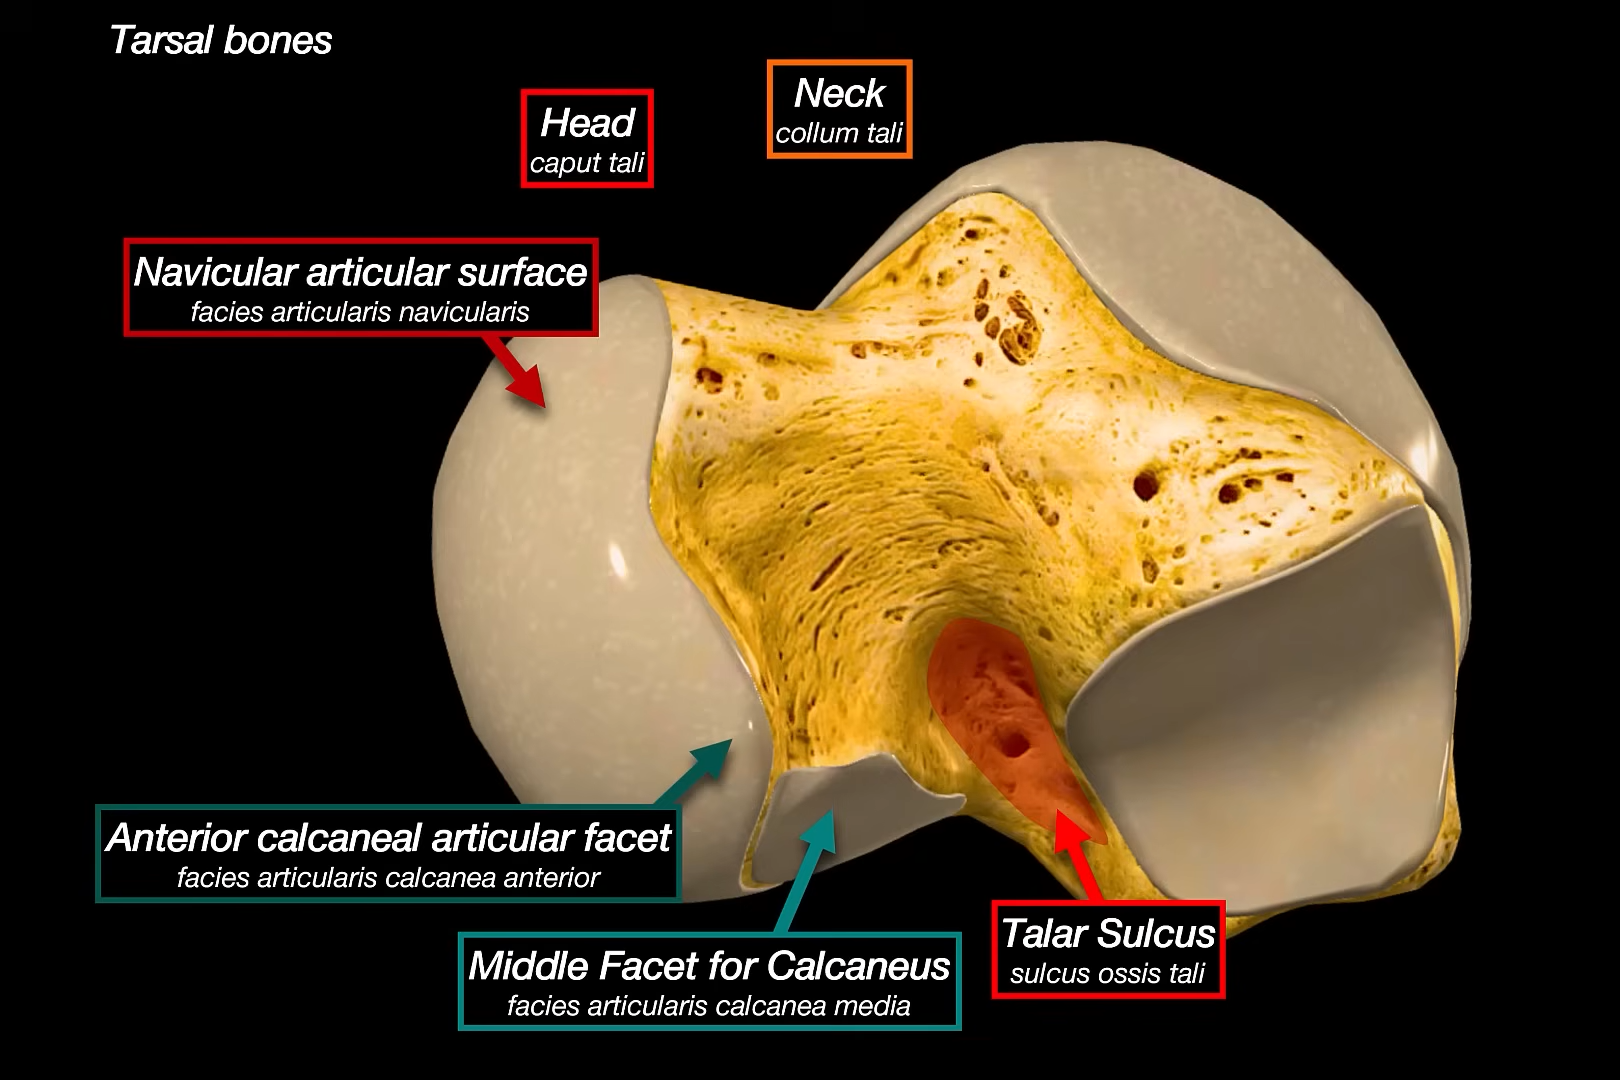 Tarsal bones
Head
caput tali
Neck
collum tali
Navicular articular surface
facies articularis navicularis
Anterior calcaneal articular facet
facies articularis calcanea anterior
Middle Facet for Calcaneus
facies articularis calcanea media
Talar Sulcus
sulcus ossis tali